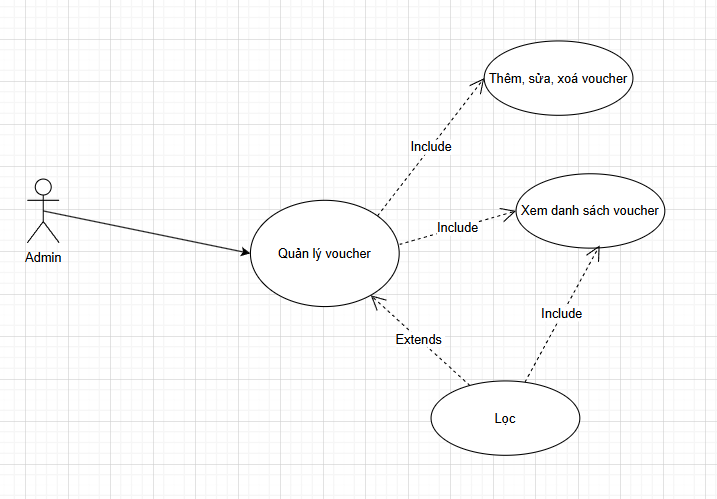 Thêm, sửa, xoá voucher
Include
Xem danh sách voucher
Include
Admin
Quản lý voucher
Include
Extends
Lọc